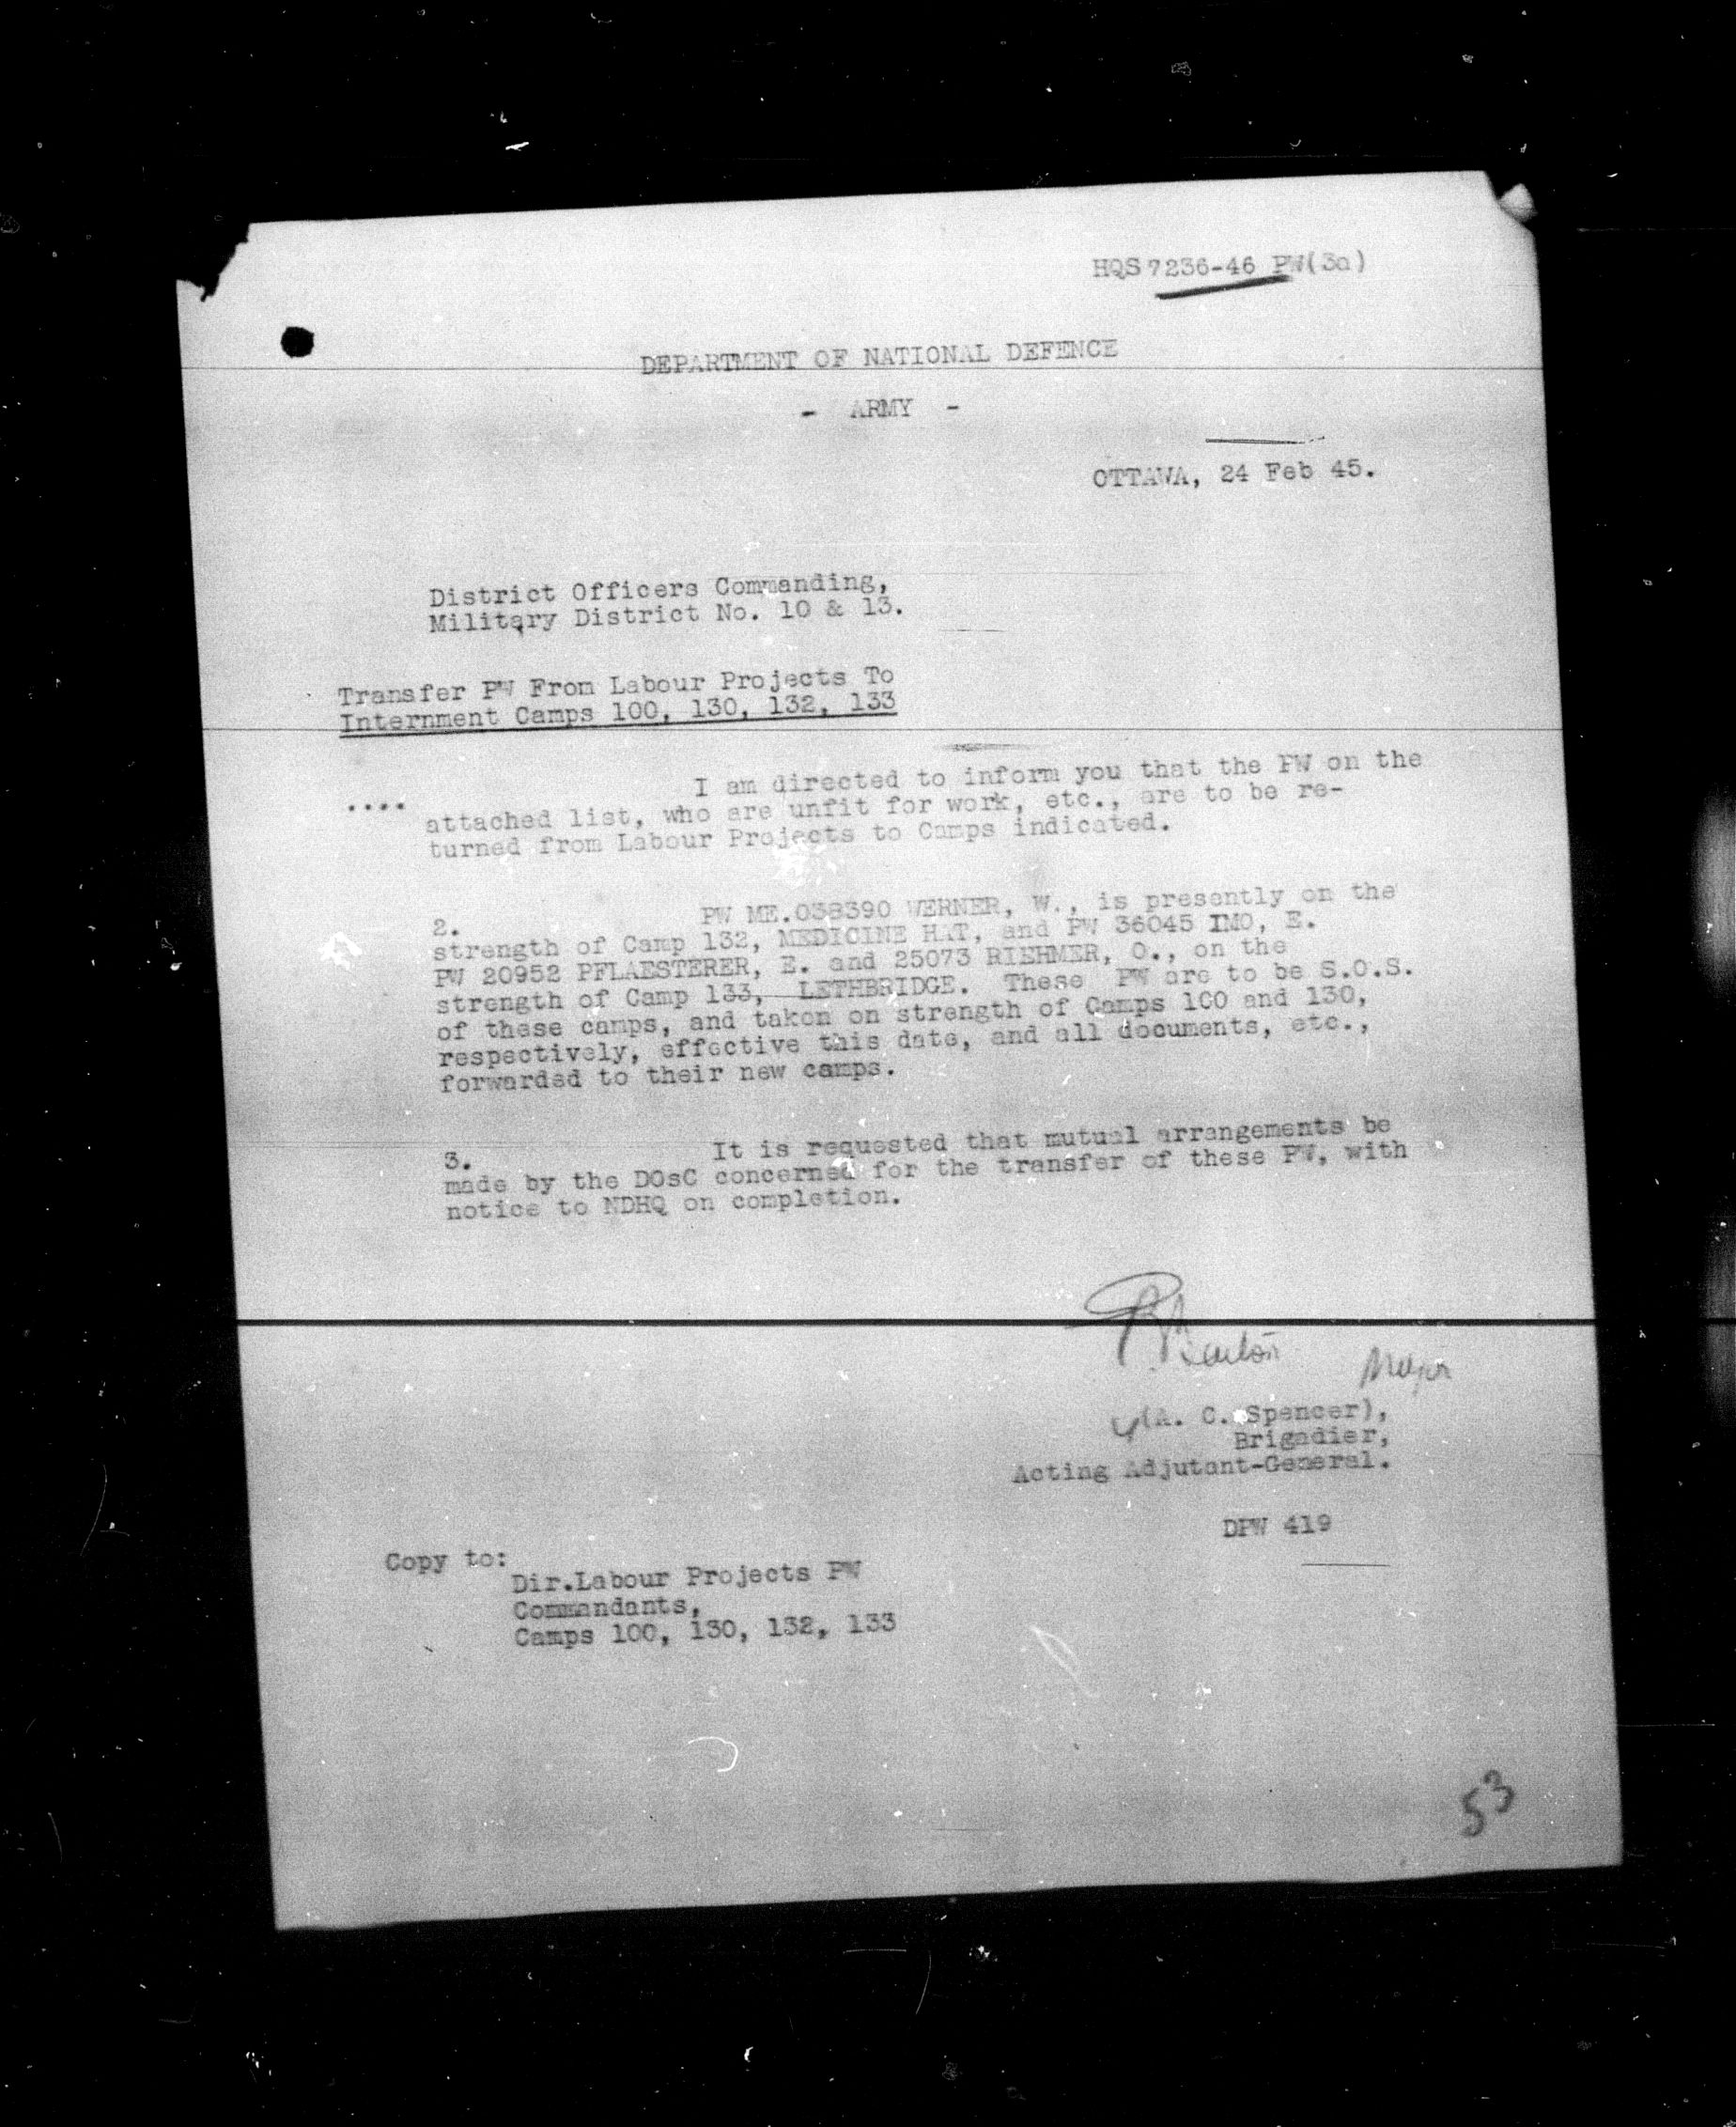 HQS 7236-46 PW(3a)
DEPARTMENT OF NATIONAL DEFENCE
- ARMY -
OTTAWA, 24 Feb 45.
District Officers Commanding,
Military District No. 10 & 13.
Transfer PW From Labour Projects To
Internment Camps 100, 130, 132, 133
I am directed to inform you that the PW on the
.... attached list, who are unfit for work, etc., are to be re-
turned from Labour Projects to Camps indicated.
2. PW ME.038390 WERNER, W., is presently on the
strength of Camp 132, MEDICINE HAT, and PW 36045 IMO, E.
PW 20952 PFLAESTERER, E. and 25073 RIEHMER, O., on the
strength of Camp 133, LETHBRIDGE. These PW are to be S.O.S.
of these camps, and taken on strength of Camps 100 and 130,
respectively, effective this date, and all documents, etc.,
forwarded to their new camps.
3. It is requested that mutual arrangements be
made by the DOsC concerned for the transfer of these PW, with
notice to NDHQ on completion.
Major
(A. C. Spencer),
Brigadier,
Acting Adjutant-General.
DPW 419
Copy to:
Dir.Labour Projects PW
Commandants,
Camps 100, 130, 132, 133
53